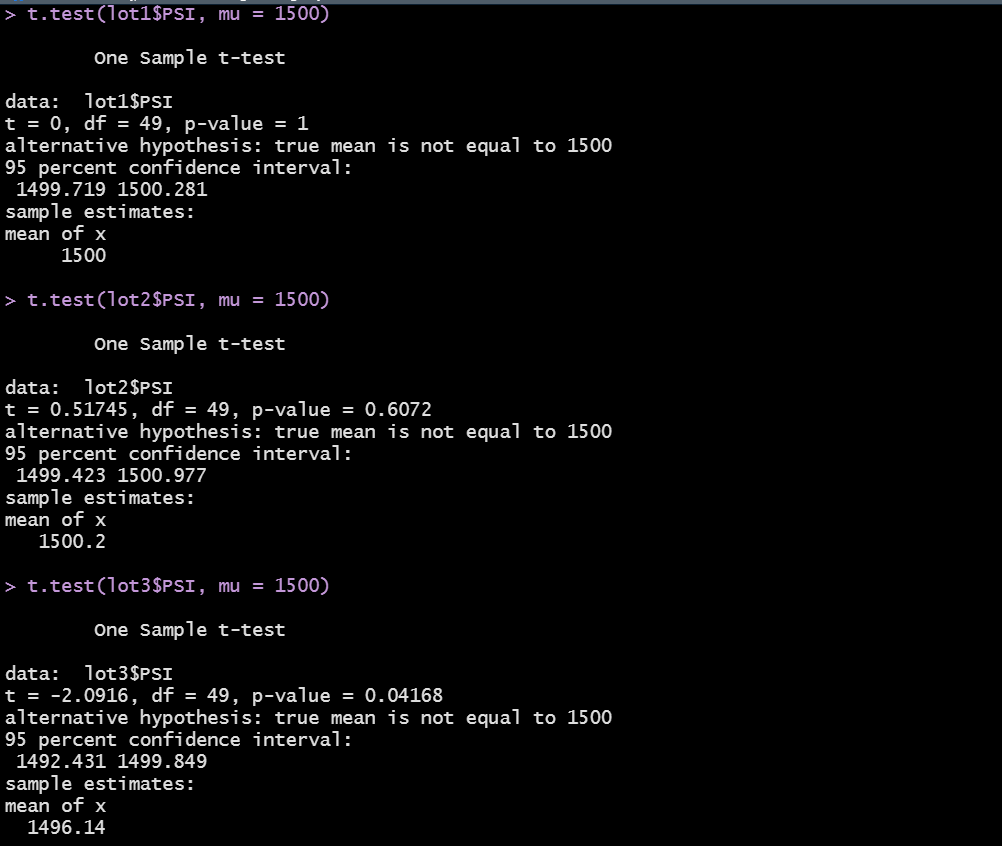 > t.test(lot1$PSI, mu = 1500)
One Sample t-test
data:  lot1$PSI
t = 0, df = 49, p-value = 1
alternative hypothesis: true mean is not equal to 1500
95 percent confidence interval:
1499.719 1500.281
sample estimates:
mean of x
1500
> t.test(lot2$PSI, mu = 1500)
One Sample t-test
data:  lot2$PSI
t = 0.51745, df = 49, p-value = 0.6072
alternative hypothesis: true mean is not equal to 1500
95 percent confidence interval:
1499.423 1500.977
sample estimates:
mean of x
1500.2
> t.test(lot3$PSI, mu = 1500)
One Sample t-test
data:  lot3$PSI
t = -2.0916, df = 49, p-value = 0.04168
alternative hypothesis: true mean is not equal to 1500
95 percent confidence interval:
1492.431 1499.849
sample estimates:
mean of x
1496.14